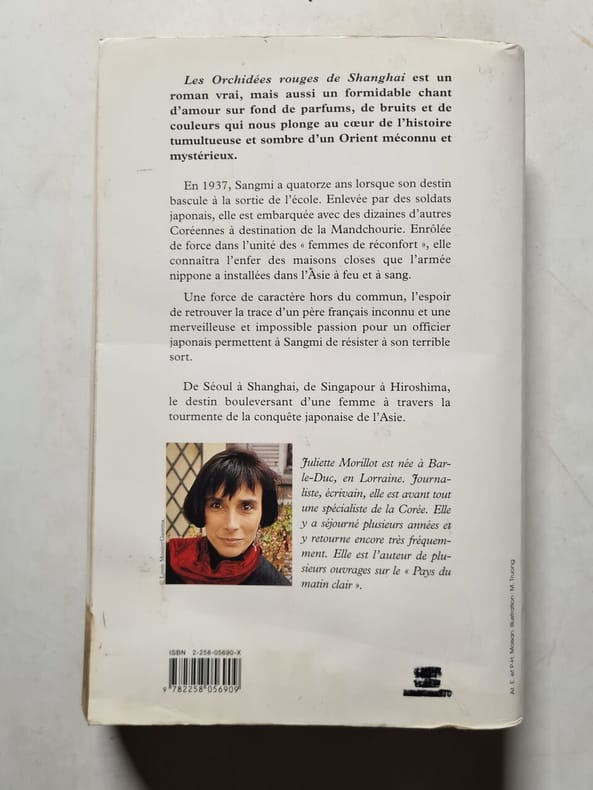 Les Orchidées rouges de Shanghai est un
roman vrai, mais aussi un formidable chant
d'amour sur fond de parfums, de bruits et de
couleurs qui nous plonge au cœur de l'histoire
tumultueuse et sombre d'un Orient méconnu et
mystérieux.
En 1937, Sangmi a quatorze ans lorsque son destin
bascule à la sortie de l'école. Enlevée par des soldats
japonais, elle est embarquée avec des dizaines d'autres
Coréennes à destination de la Mandchourie. Enrôlée
de force dans l'unité des « femmes de réconfort », elle
connaîtra l'enfer des maisons closes que l'armée
nippone a installées dans l'Asie à feu et à sang.
Une force de caractère hors du commun, l'espoir
de retrouver la trace d'un père français inconnu et une
merveilleuse et impossible passion pour un officier
japonais permettent à Sangmi de résister à son terrible
sort.
De Séoul à Shanghai, de Singapour à Hiroshima,
le destin bouleversant d'une femme à travers la
tourmente de la conquête japonaise de l'Asie.
Juliette Morillot est née à Bar-
le-Duc, en Lorraine. Journa-
liste, écrivain, elle est avant tout
une spécialiste de la Corée. Elle
y a séjourné plusieurs années et
y retourne encore très fréquem-
ment. Elle est l'auteur de plu-
sieurs ouvrages sur le « Pays du
matin clair ».
ISBN 2-258-05690-X
9 782258 056909